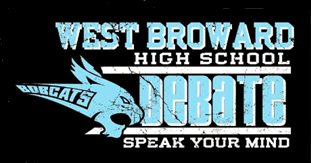 WEST BROWARD
HIGH SCHOOL
BOBCATS
DEBATE
SPEAK YOUR MIND